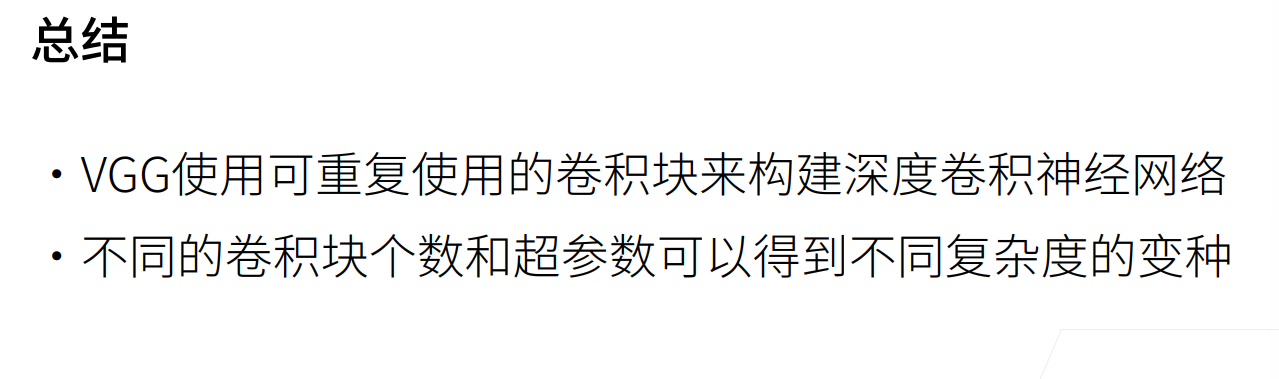 总结
• VGG使用可重复使用的卷积块来构建深度卷积神经网络
• 不同的卷积块个数和超参数可以得到不同复杂度的变种